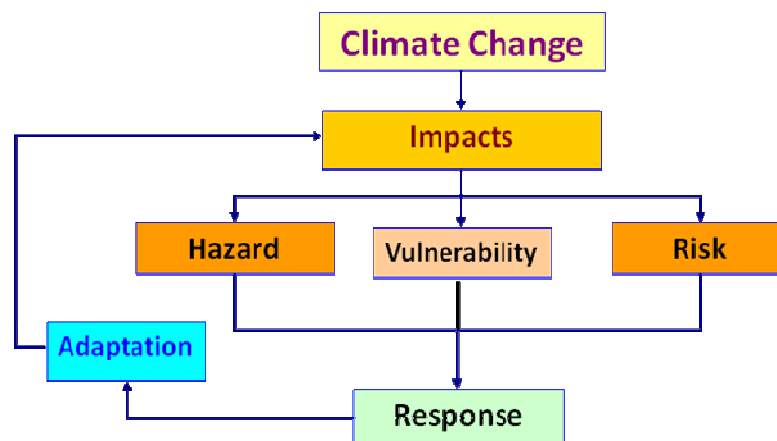 Climate Change
Impacts
Hazard
Vulnerability
Risk
Adaptation
Response